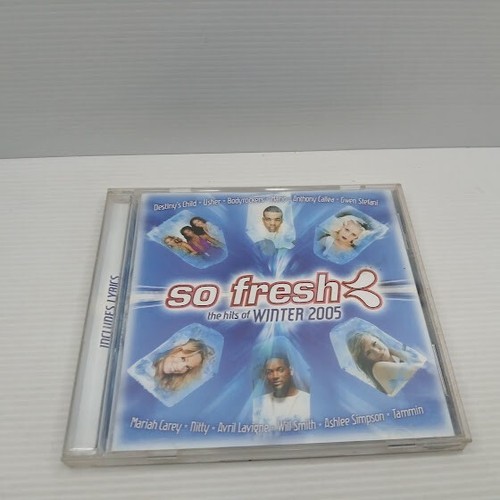 Destiny's Child • Usher • Bodyrockers • Mario • Anthony Callea • Gwen Stefani
so fresh
the hits of WINTER 2005
Mariah Carey • Nitty • Avril Lavigne • Will Smith • Ashlee Simpson • Tammin
INCLUDES LYRICS